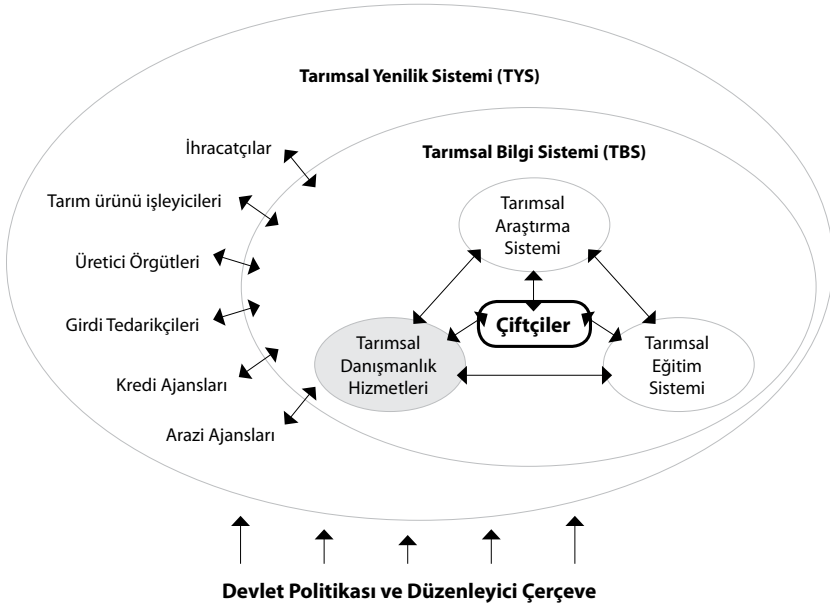 Tarımsal Yenilik Sistemi (TYS)
İhracatçılar
Tarımsal Bilgi Sistemi (TBS)
Tarım ürünü işleyicileri
Tarımsal
Araştırma
Sistemi
Üretici Örgütleri
Girdi Tedarikçileri
Çiftçiler
Tarımsal
Danışmanlık
Hizmetleri
Tarımsal
Eğitim
Sistemi
Kredi Ajansları
Arazi Ajansları
Devlet Politikası ve Düzenleyici Çerçeve